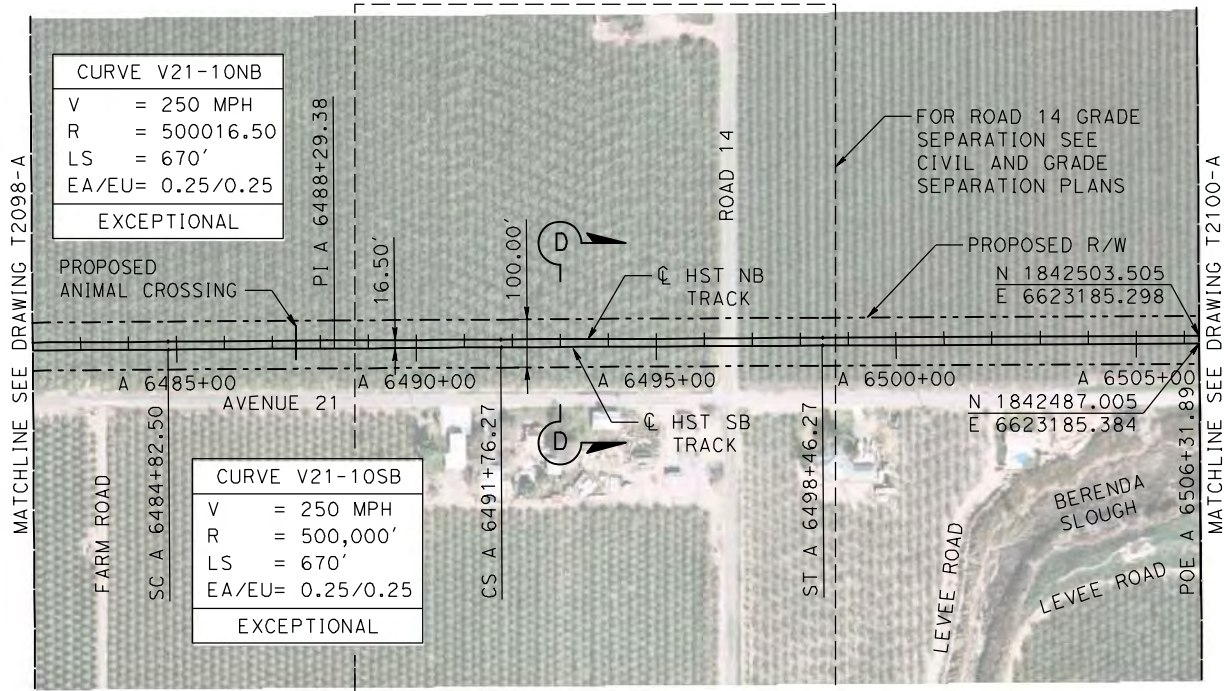 CURVE V21-10NB
V = 250 MPH
R = 500016.50
LS = 670'
EA/EU= 0.25/0.25
EXCEPTIONAL
PI A 6488+29.38
ROAD 14
FOR ROAD 14 GRADE
SEPARATION SEE
CIVIL AND GRADE
SEPARATION PLANS
MATCHLINE SEE DRAWING T2098-A
MATCHLINE SEE DRAWING T2100-A
PROPOSED
ANIMAL CROSSING
16.50'
100.00'
D
℄ HST NB
TRACK
PROPOSED R/W
N 1842503.505
E 6623185.298
A 6485+00
A 6490+00
A 6495+00
A 6500+00
A 6505+00
AVENUE 21
D
℄ HST SB
TRACK
N 1842487.005
E 6623185.384
FARM ROAD
SC A 6484+82.50
CURVE V21-10SB
V = 250 MPH
R = 500,000'
LS = 670'
EA/EU= 0.25/0.25
EXCEPTIONAL
CS A 6491+76.27
ST A 6498+46.27
LEVEE ROAD
BERENDA
SLOUGH
LEVEE ROAD
POE A 6506+31.89